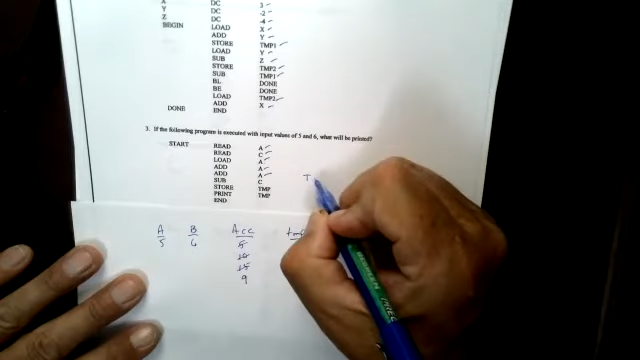 X DC 3
Y DC -2
Z DC -4
BEGIN LOAD X
ADD Y
STORE TMP1
LOAD Y
SUB Z
STORE TMP2
SUB TMP1
BL DONE
BE DONE
LOAD TMP2
ADD X
DONE END
3. If the following program is executed with input values of 5 and 6, what will be printed?
START READ A
READ C
LOAD A
ADD A
ADD A
SUB C
STORE TMP
PRINT TMP
END
T
A B Acc tmp
5 6 5
10
15
9